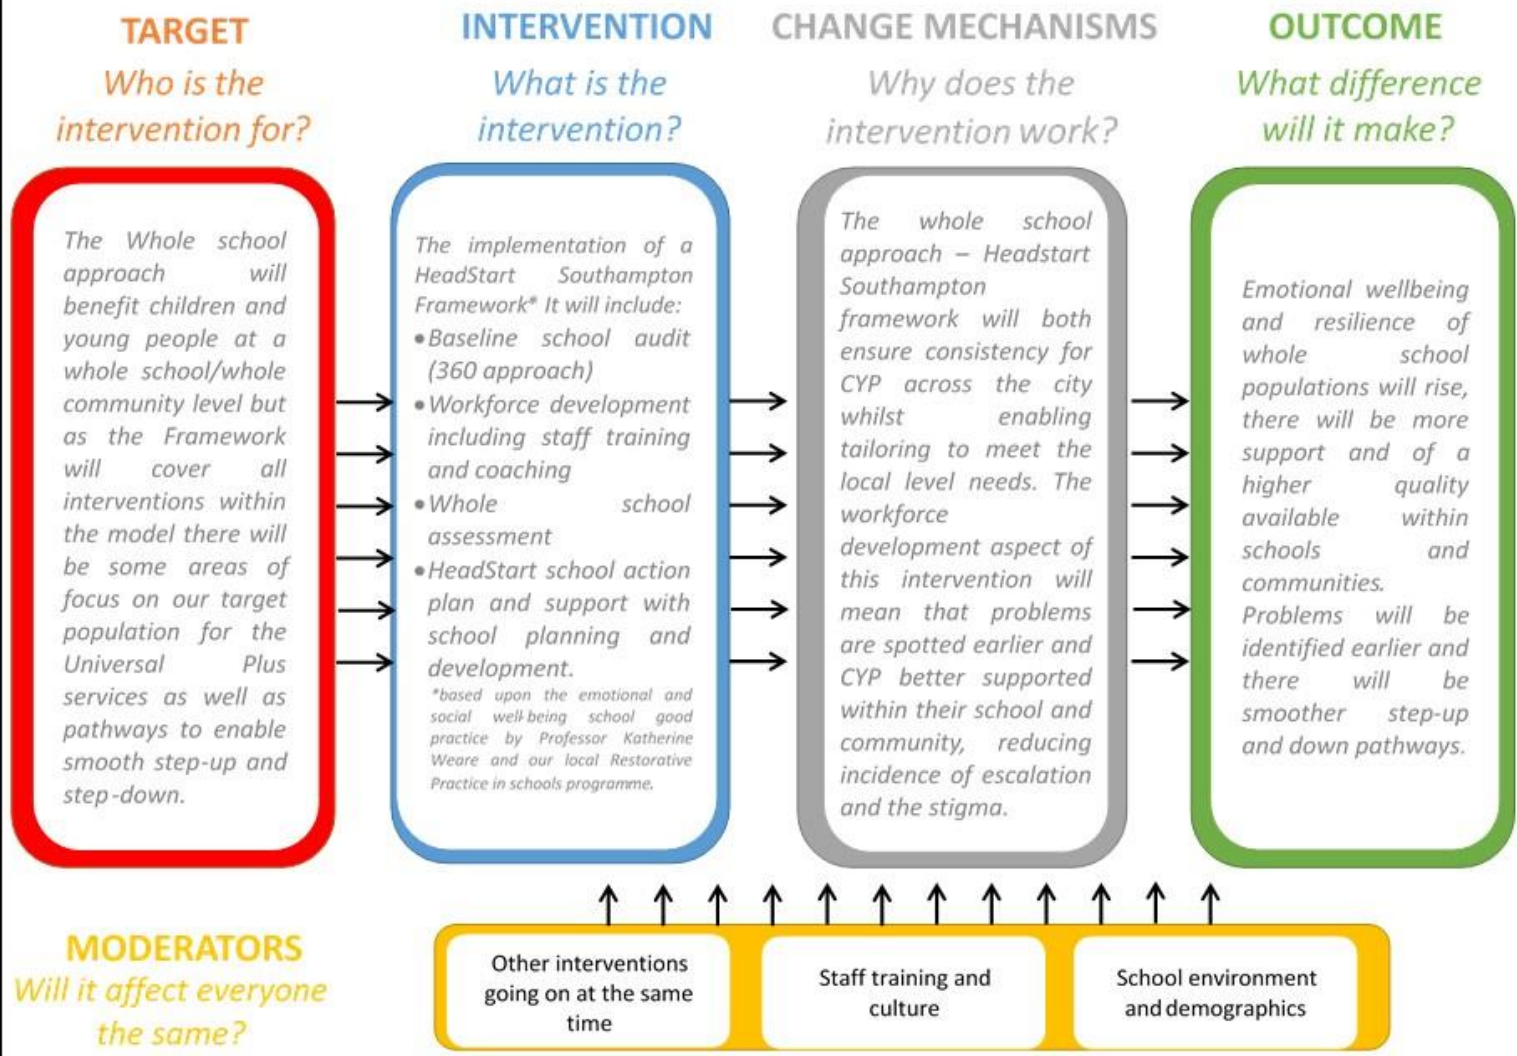 TARGET
Who is the
intervention for?
The Whole school
approach will
benefit children and
young people at a
whole school/whole
community level but
as the Framework
will cover all
interventions within
the model there will
be some areas of
focus on our target
population for the
Universal Plus
services as well as
pathways to enable
smooth step-up and
step-down.
INTERVENTION
What is the
intervention?
The implementation of a
HeadStart Southampton
Framework* It will include:
•Baseline school audit
(360 approach)
•Workforce development
including staff training
and coaching
•Whole school
assessment
•HeadStart school action
plan and support with
school planning and
development.
*based upon the emotional and
social well-being school good
practice by Professor Katherine
Weare and our local Restorative
Practice in schools programme.
CHANGE MECHANISMS
Why does the
intervention work?
The whole school
approach – Headstart
Southampton
framework will both
ensure consistency for
CYP across the city
whilst enabling
tailoring to meet the
local level needs. The
workforce
development aspect of
this intervention will
mean that problems
are spotted earlier and
CYP better supported
within their school and
community, reducing
incidence of escalation
and the stigma.
OUTCOME
What difference
will it make?
Emotional wellbeing
and resilience of
whole school
populations will rise,
there will be more
support and of a
higher quality
available within
schools and
communities.
Problems will be
identified earlier and
there will be
smoother step-up
and down pathways.
MODERATORS
Will it affect everyone
the same?
Other interventions
going on at the same
time
Staff training and
culture
School environment
and demographics